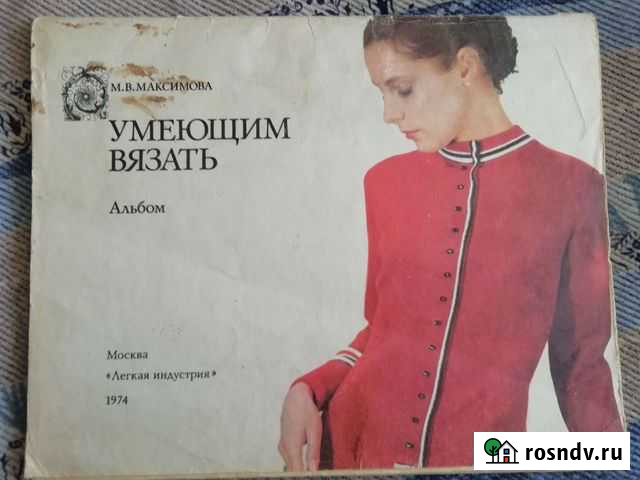 М.В.МАКСИМОВА
УМЕЮЩИМ
ВЯЗАТЬ
Альбом
Москва
«Легкая индустрия»
1974
rosndv.ru